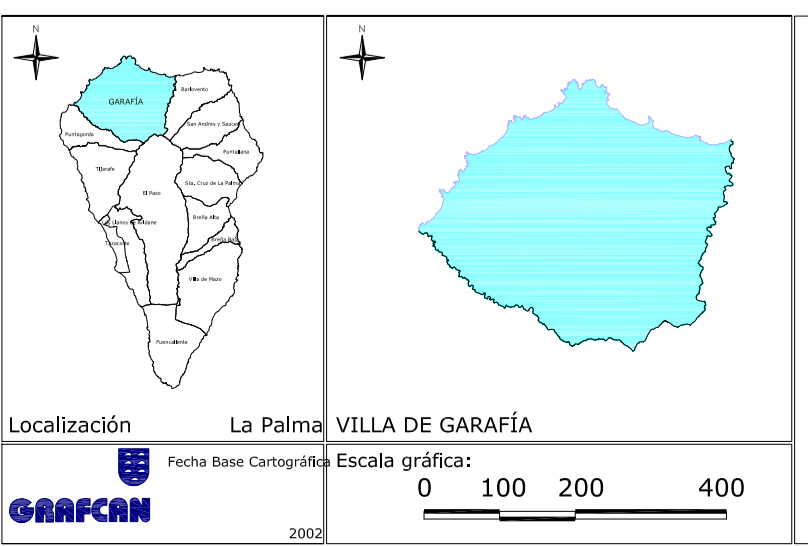 N
GARAFÍA
Barlovento
San Andrés y Sauces
Puntagorda
Puntallana
Tijarafe
Sta. Cruz de La Palma
El Paso
Breña Alta
Los Llanos de Aridane
Tazacorte
Breña Baja
Villa de Mazo
Fuencaliente
Localización La Palma
N
VILLA DE GARAFÍA
Fecha Base Cartográfica
GRAFCAN
2002
Escala gráfica:
0 100 200 400